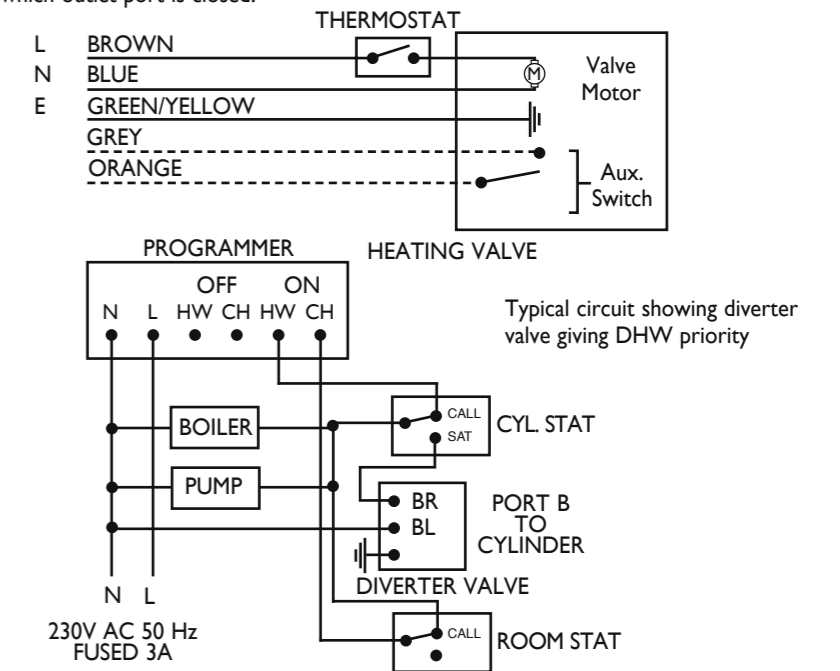 which outlet port is closed.
THERMOSTAT
L BROWN
N BLUE
E GREEN/YELLOW
GREY
ORANGE
M
Valve
Motor
Aux.
Switch
HEATING VALVE
PROGRAMMER
OFF ON
N L HW CH HW CH
Typical circuit showing diverter
valve giving DHW priority
BOILER
PUMP
CALL
SAT
CYL. STAT
BR
BL
PORT B
TO
CYLINDER
DIVERTER VALVE
N L
230V AC 50 Hz
FUSED 3A
CALL
ROOM STAT